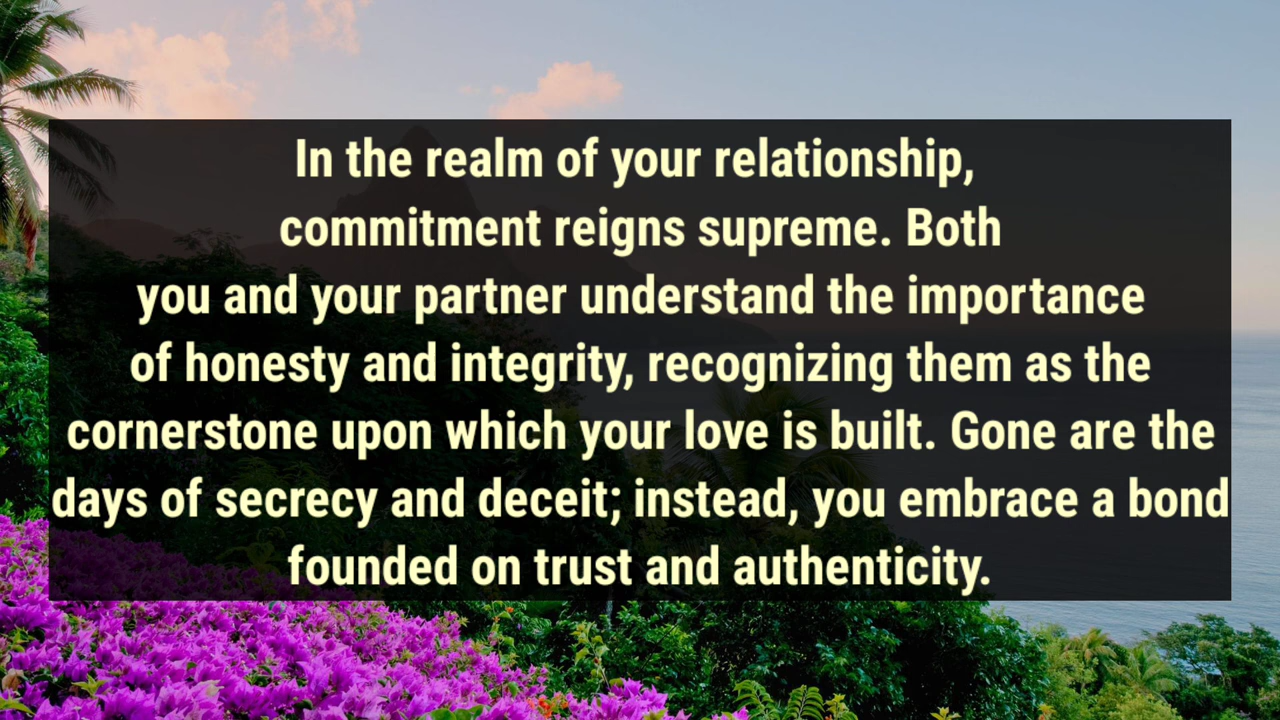 In the realm of your relationship,
commitment reigns supreme. Both
you and your partner understand the importance
of honesty and integrity, recognizing them as the
cornerstone upon which your love is built. Gone are the
days of secrecy and deceit; instead, you embrace a bond
founded on trust and authenticity.